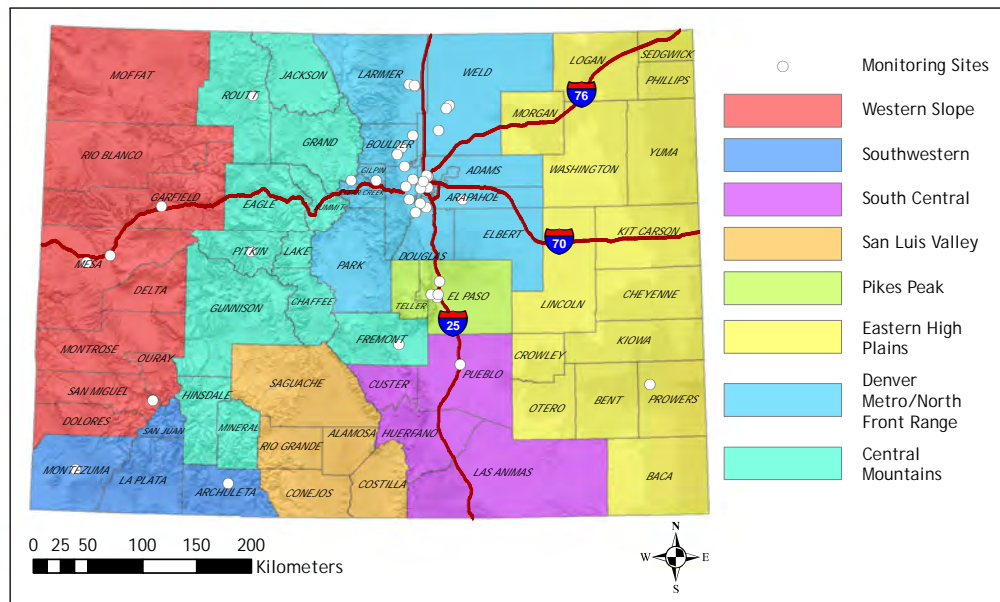 MOFFAT
ROUTT
JACKSON
LARIMER
WELD
LOGAN
SEDGWICK
PHILLIPS
76
MORGAN
GRAND
BOULDER
RIO BLANCO
GILPIN
ADAMS
WASHINGTON
YUMA
GARFIELD
EAGLE
SUMMIT
CREEK
ARAPAHOE
ELBERT
70
KIT CARSON
MESA
PITKIN
LAKE
PARK
DOUGLAS
DELTA
GUNNISON
CHAFFEE
TELLER
EL PASO
LINCOLN
CHEYENNE
25
MONTROSE
OURAY
FREMONT
CROWLEY
KIOWA
SAN MIGUEL
HINSDALE
SAGUACHE
CUSTER
PUEBLO
OTERO
BENT
PROWERS
DOLORES
SAN JUAN
MINERAL
RIO GRANDE
ALAMOSA
HUERFANO
MONTEZUMA
LA PLATA
ARCHULETA
CONEJOS
COSTILLA
LAS ANIMAS
BACA
Monitoring Sites
Western Slope
Southwestern
South Central
San Luis Valley
Pikes Peak
Eastern High
Plains
Denver
Metro/North
Front Range
Central
Mountains
0 25 50 100 150 200
Kilometers
N
W E
S